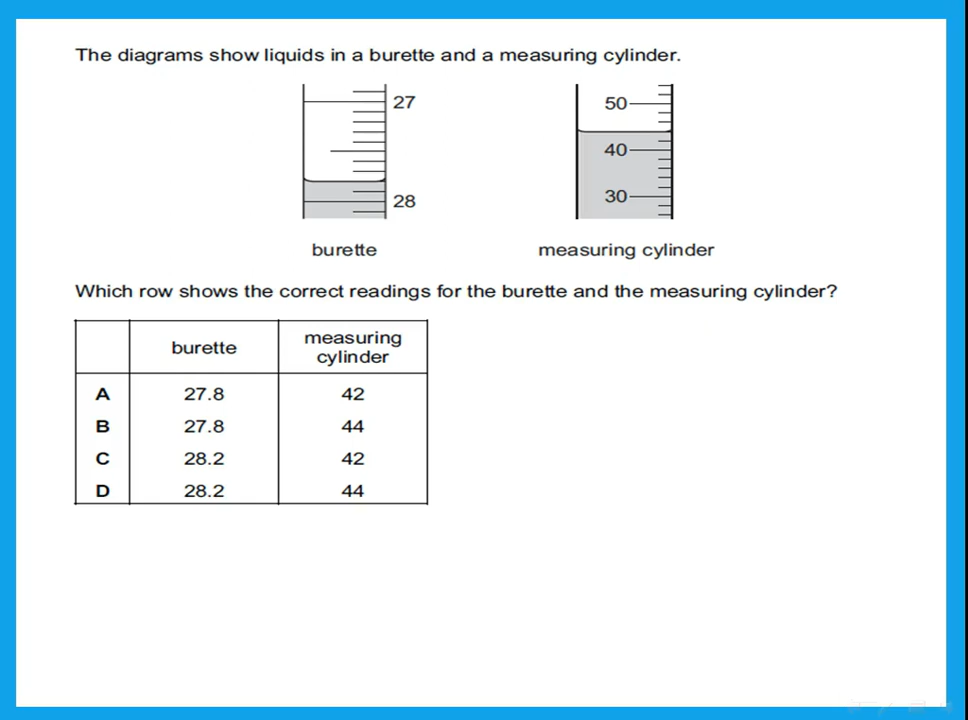 The diagrams show liquids in a burette and a measuring cylinder.
27
28
burette
50
40
30
measuring cylinder
Which row shows the correct readings for the burette and the measuring cylinder?
burette measuring cylinder
A 27.8 42
B 27.8 44
C 28.2 42
D 28.2 44